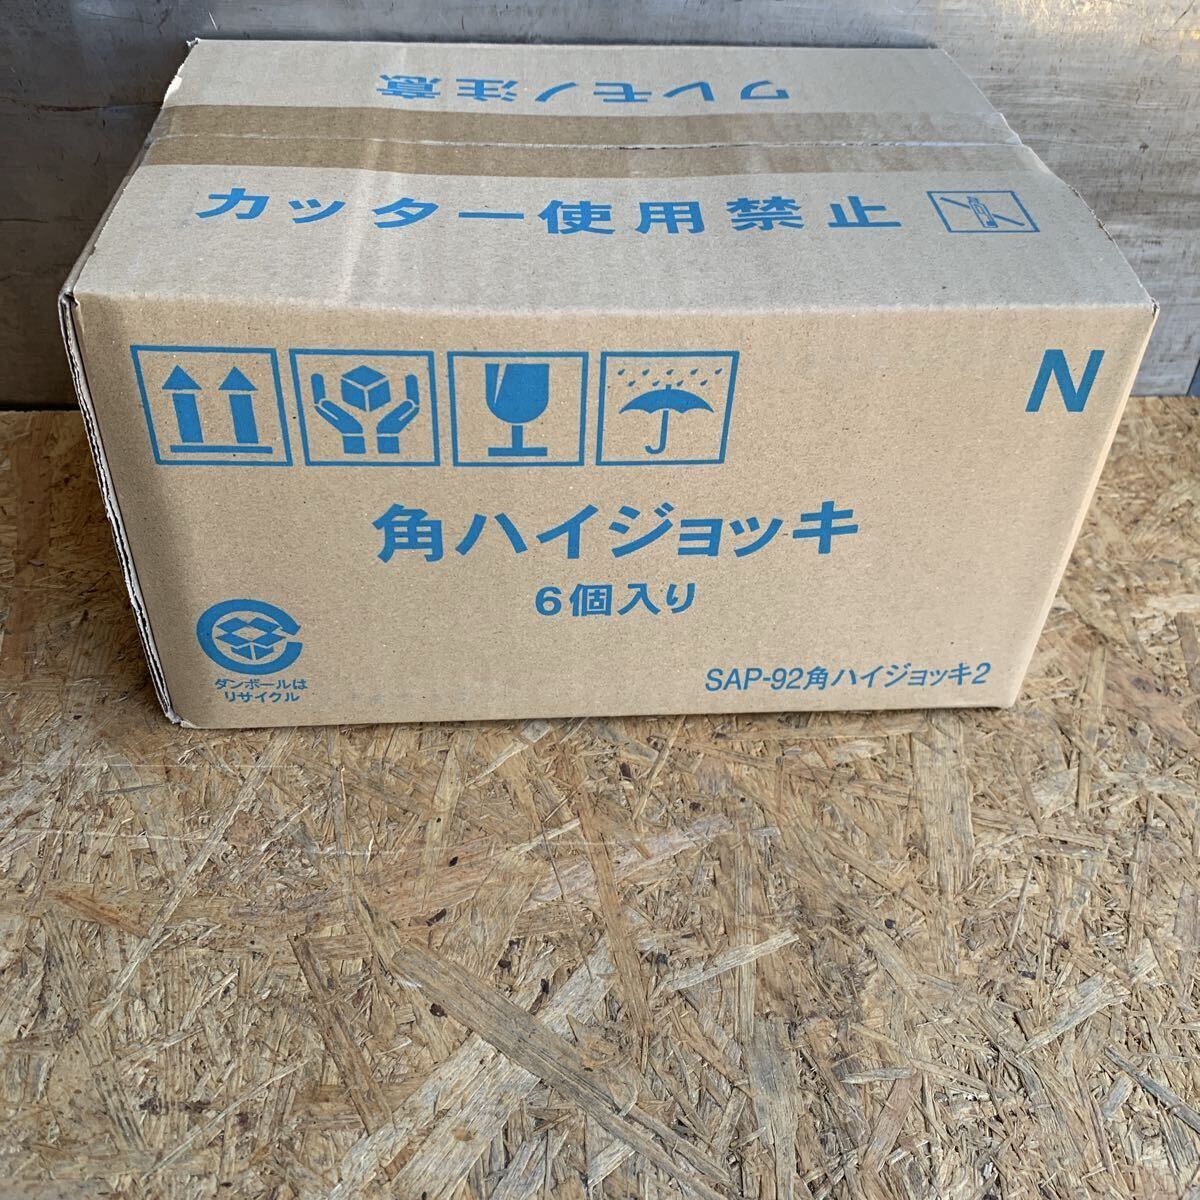 ワレモノ注意
カッター使用禁止
N
角ハイジョッキ
6個入り
ダンボールは
リサイクル
SAP-92角ハイジョッキ2